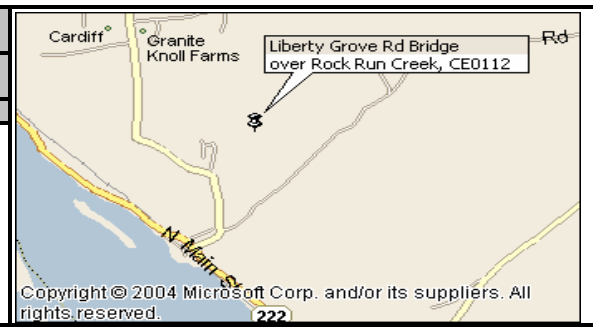 Cardiff
Granite
Knoll Farms
Liberty Grove Rd Bridge
over Rock Run Creek, CE0112
Rd
N Main St
Copyright © 2004 Microsoft Corp. and/or its suppliers. All
rights reserved.
222